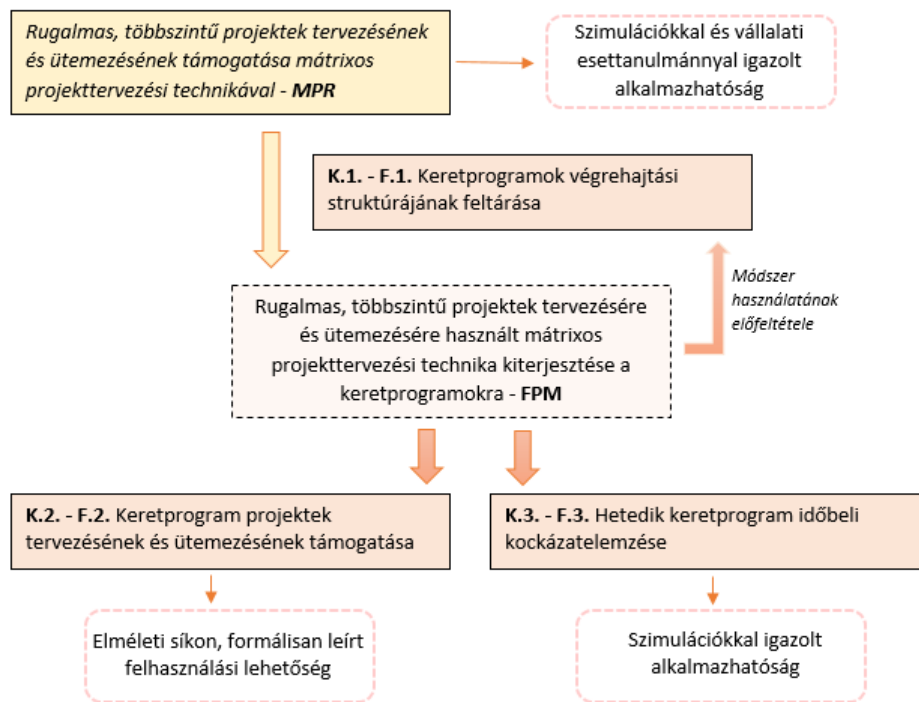 Rugalmas, többszintű projektek tervezésének
és ütemezésének támogatása mátrixos
projekttervezési technikával - MPR
Szimulációkkal és vállalati
esettanulmánnyal igazolt
alkalmazhatóság
K.1. - F.1. Keretprogramok végrehajtási
struktúrájának feltárása
Módszer
használatának
előfeltétele
Rugalmas, többszintű projektek tervezésére
és ütemezésére használt mátrixos
projekttervezési technika kiterjesztése a
keretprogramokra - FPM
K.2. - F.2. Keretprogram projektek
tervezésének és ütemezésének támogatása
K.3. - F.3. Hetedik keretprogram időbeli
kockázatelemzése
Elméleti síkon, formálisan leírt
felhasználási lehetőség
Szimulációkkal igazolt
alkalmazhatóság